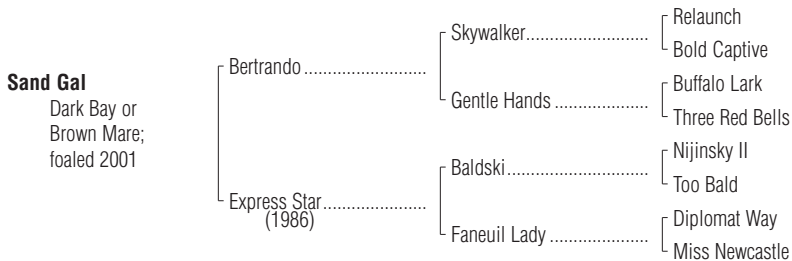 Relaunch
Skywalker
Bold Captive
Bertrando
Sand Gal
Buffalo Lark
Gentle Hands
Dark Bay or
Three Red Bells
Brown Mare;
Nijinsky II
foaled 2001
Baldski
Too Bald
Express Star
(1986)
Diplomat Way
Faneuil Lady
Miss Newcastle